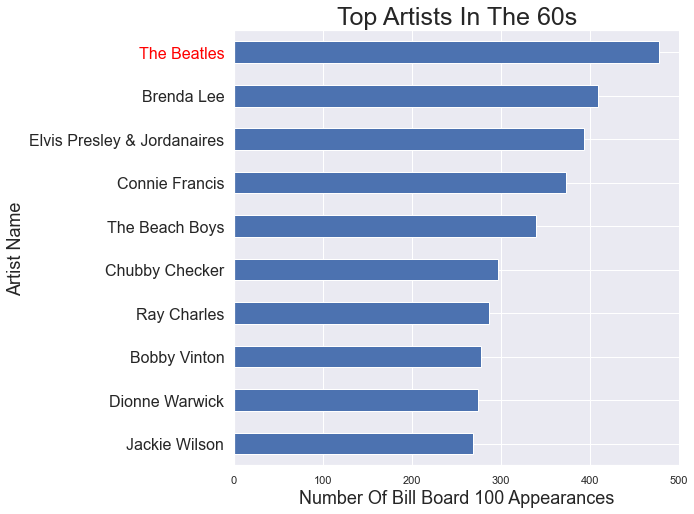 Top Artists In The 60s
The Beatles
Brenda Lee
Elvis Presley & Jordanaires
Connie Francis
The Beach Boys
Chubby Checker
Ray Charles
Bobby Vinton
Dionne Warwick
Jackie Wilson
Artist Name
0 100 200 300 400 500
Number Of Bill Board 100 Appearances